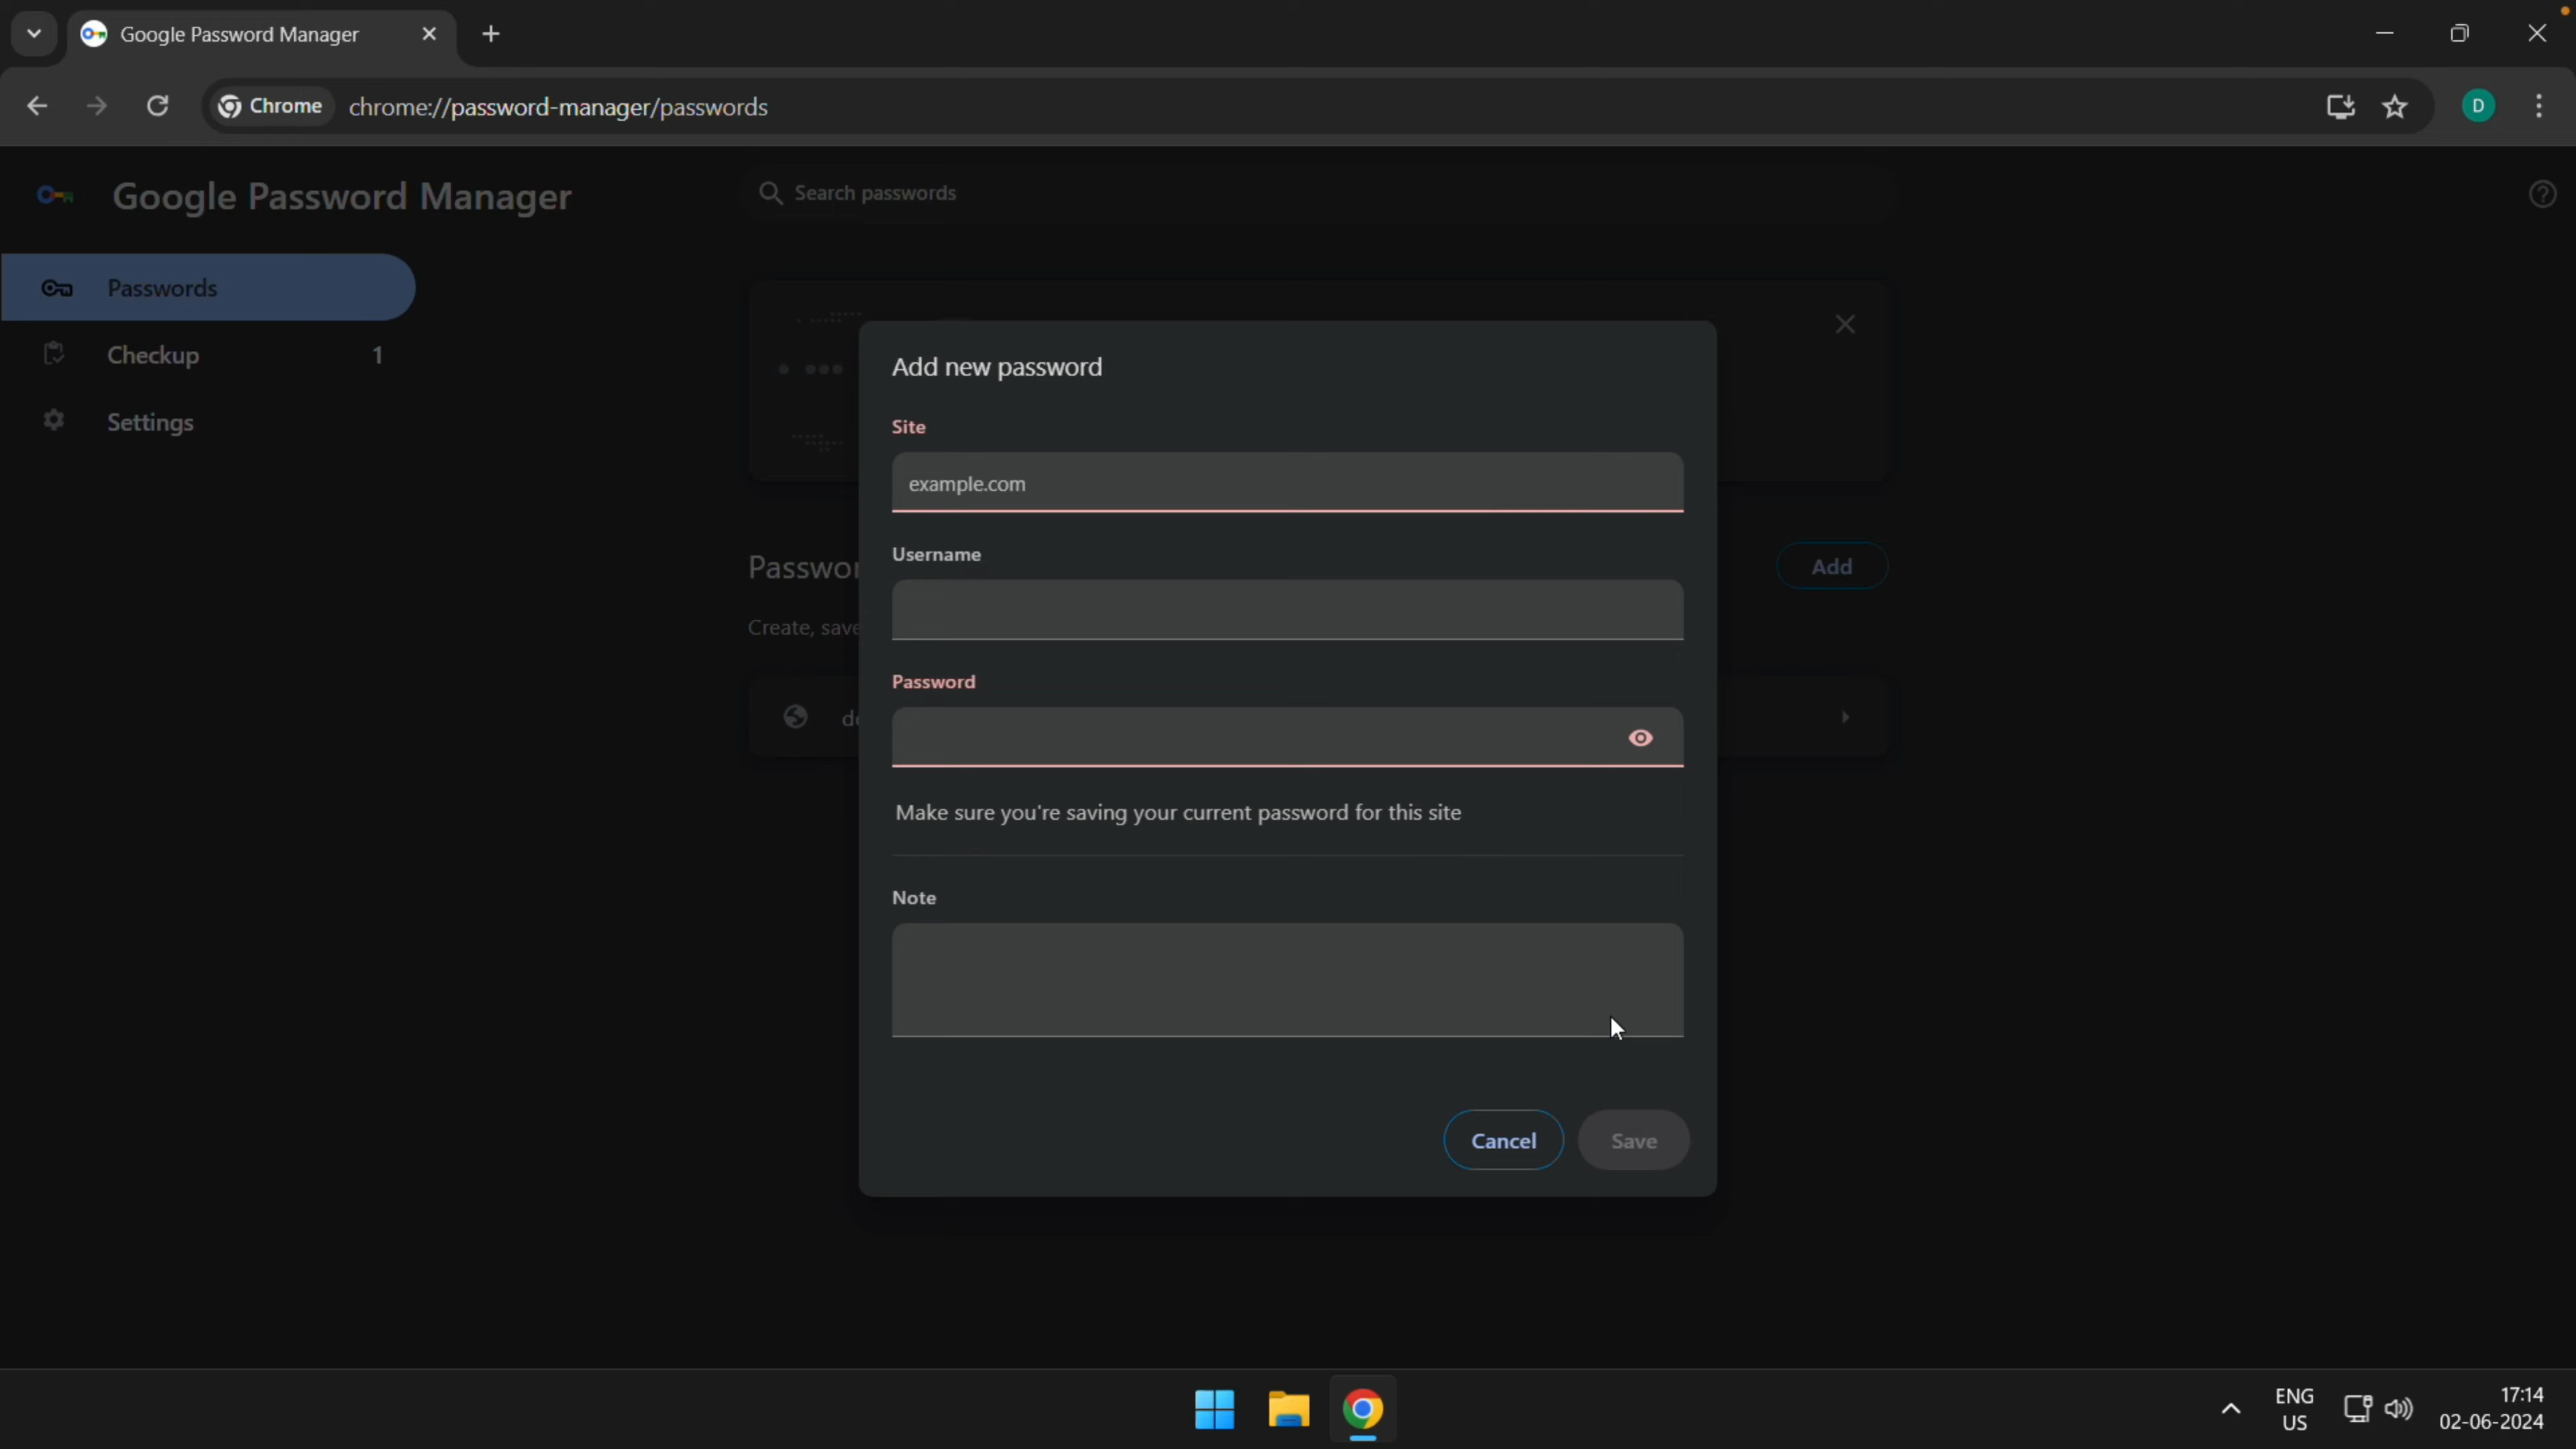 Google Password Manager
Chrome
chrome://password-manager/passwords
D
Google Password Manager
Search passwords
Passwords
Checkup 1
Settings
Add new password
Site
example.com
Username
Add
Create, save
Password
Make sure you're saving your current password for this site
Note
Cancel
Save
ENG
US
17:14
02-06-2024